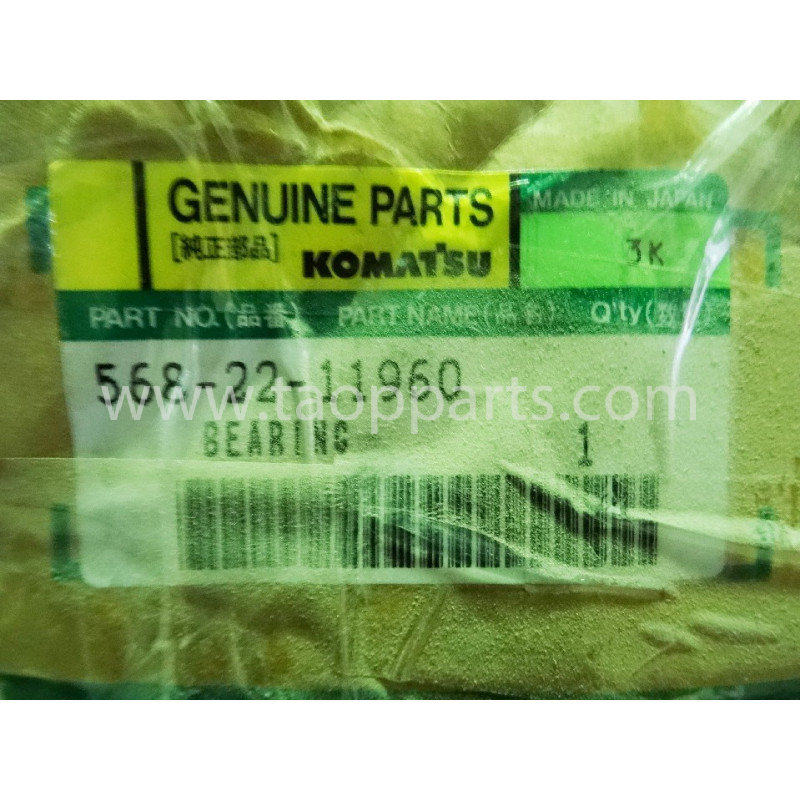 GENUINE PARTS
[純正部品] KOMATSU
MADE IN JAPAN
3K
PART NO.(品番) PART NAME(品名) Q'ty(数量)
568-22-11960
www.taopparts.com
BEARING 1